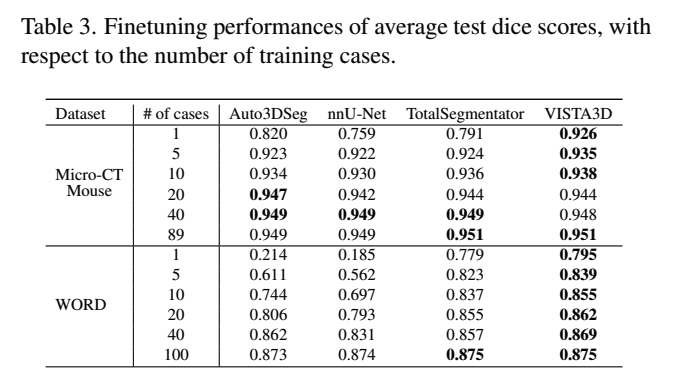 Table 3. Finetuning performances of average test dice scores, with
respect to the number of training cases.
Dataset # of cases Auto3DSeg nnU-Net TotalSegmentator VISTA3D
Micro-CT Mouse
1 0.820 0.759 0.791 0.926
5 0.923 0.922 0.924 0.935
10 0.934 0.930 0.936 0.938
20 0.947 0.942 0.944 0.944
40 0.949 0.949 0.949 0.948
89 0.949 0.949 0.951 0.951
WORD
1 0.214 0.185 0.779 0.795
5 0.611 0.562 0.823 0.839
10 0.744 0.697 0.837 0.855
20 0.806 0.793 0.855 0.862
40 0.862 0.831 0.857 0.869
100 0.873 0.874 0.875 0.875